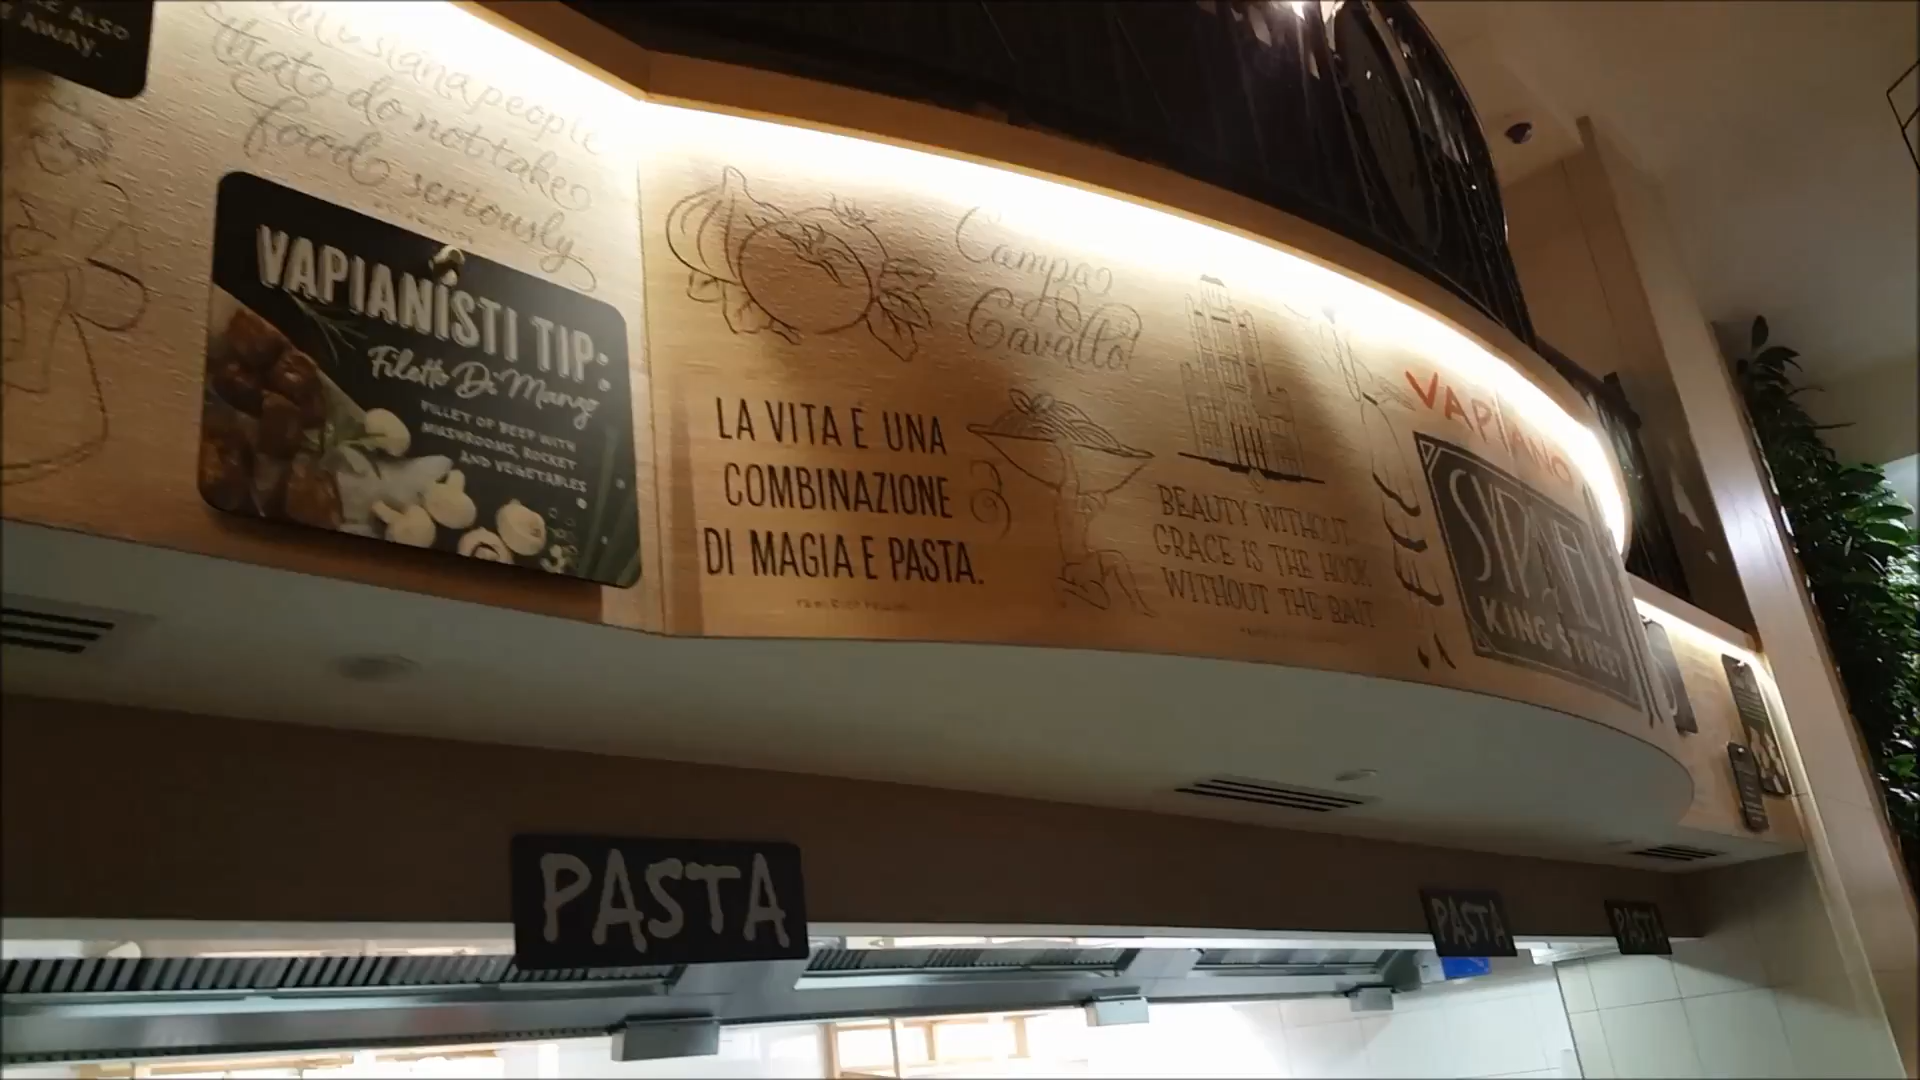 ALSO
AWAY.
people
that do not take
food seriously
VAPIANISTI TIP:
Filetto Di Manzo
FILLET OF BEEF WITH
MUSHROOMS, ROCKET
AND VEGETABLES
Campo
Cavallo!
LA VITA É UNA
COMBINAZIONE
DI MAGIA E PASTA.
BEAUTY WITHOUT
GRACE IS THE HOOK
WITHOUT THE BAIT
VAPIANO
SYDNEY
KING STREET
PASTA
PASTA
PASTA